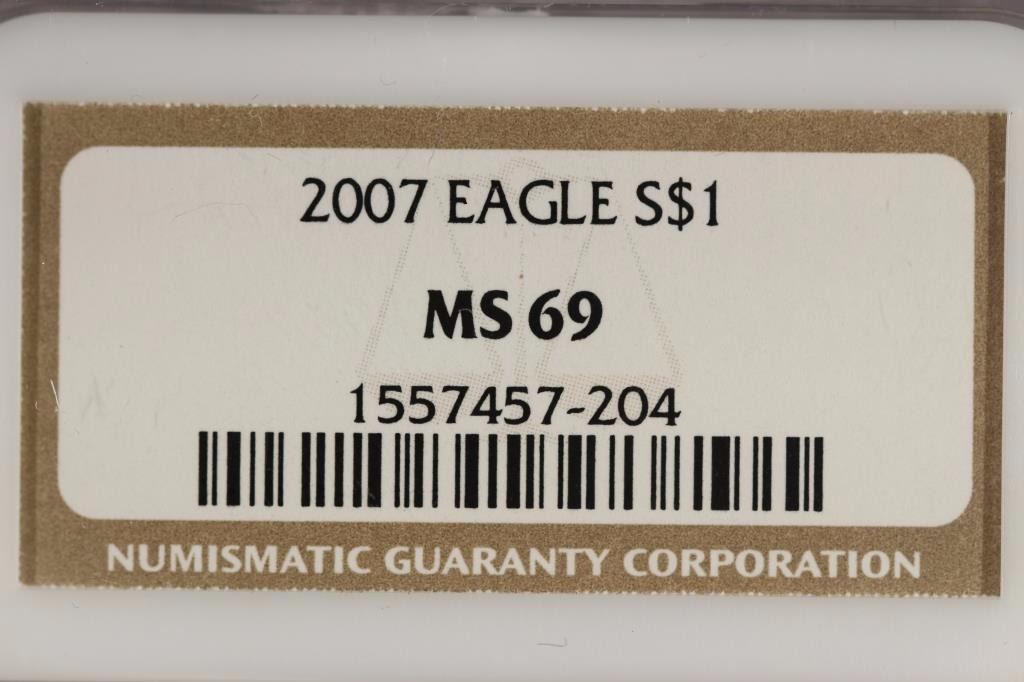 2007 EAGLE S$1
MS 69
1557457-204
NUMISMATIC GUARANTY CORPORATION